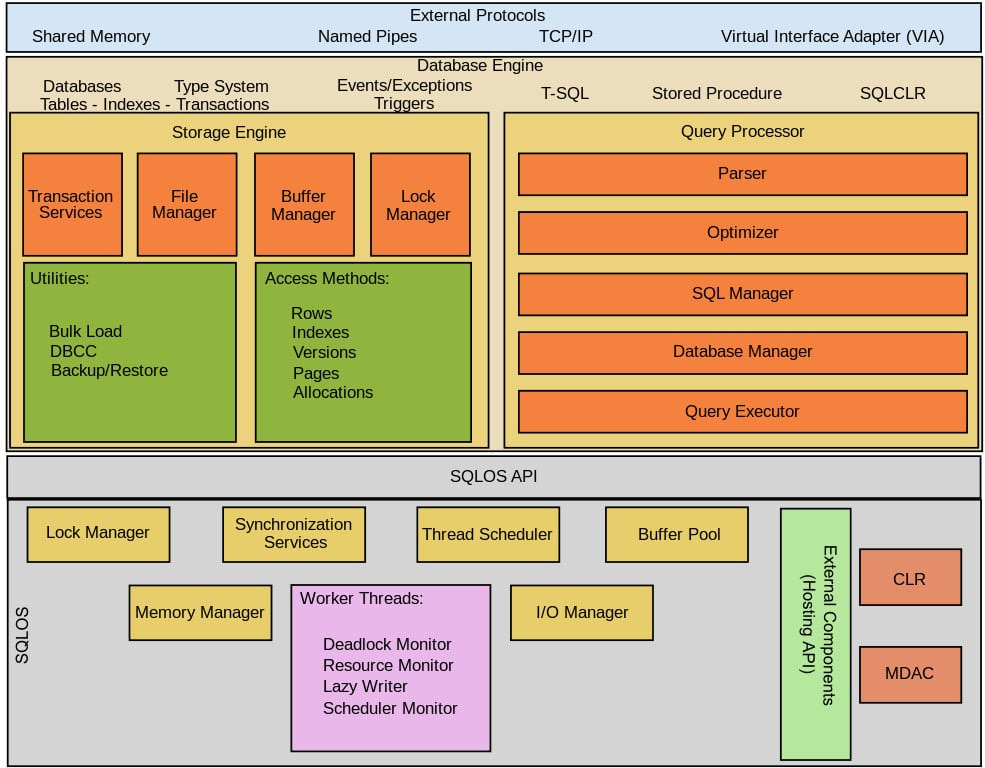 External Protocols
Shared Memory
Named Pipes
TCP/IP
Virtual Interface Adapter (VIA)
Database Engine
Databases
Type System
Tables - Indexes - Transactions
Events/Exceptions
Triggers
T-SQL
Stored Procedure
SQLCLR
Storage Engine
Transaction
Services
File
Manager
Buffer
Manager
Lock
Manager
Utilities:
Bulk Load
DBCC
Backup/Restore
Access Methods:
Rows
Indexes
Versions
Pages
Allocations
Query Processor
Parser
Optimizer
SQL Manager
Database Manager
Query Executor
SQLOS API
SQLOS
Lock Manager
Synchronization
Services
Thread Scheduler
Buffer Pool
Memory Manager
Worker Threads:
Deadlock Monitor
Resource Monitor
Lazy Writer
Scheduler Monitor
I/O Manager
External Components
(Hosting API)
CLR
MDAC